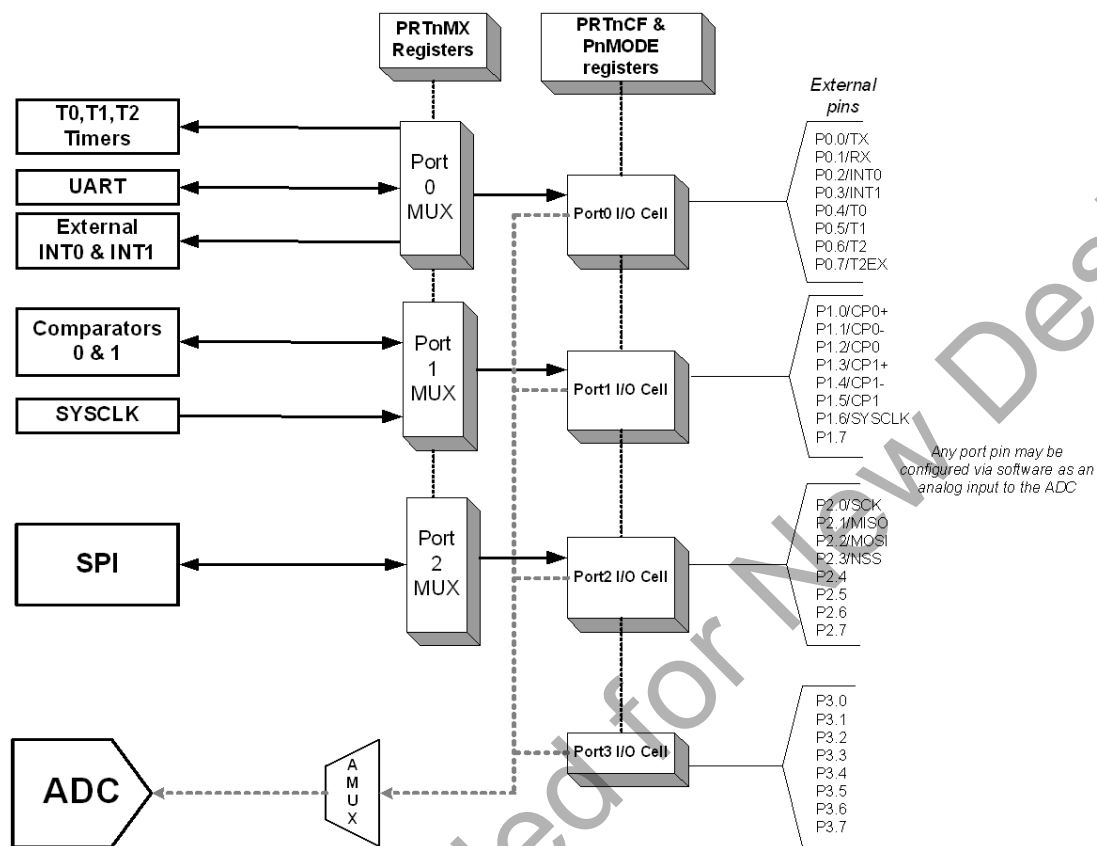 PRTnMX
Registers
PRTnCF &
PnMODE
registers
External
pins
T0,T1,T2
Timers
UART
External
INT0 & INT1
Port
0
MUX
Port0 I/O Cell
P0.0/TX
P0.1/RX
P0.2/INT0
P0.3/INT1
P0.4/T0
P0.5/T1
P0.6/T2
P0.7/T2EX
Comparators
0 & 1
SYSCLK
Port
1
MUX
Port1 I/O Cell
P1.0/CP0+
P1.1/CP0-
P1.2/CP0
P1.3/CP1+
P1.4/CP1-
P1.5/CP1
P1.6/SYSCLK
P1.7
Any port pin may be
configured via software as an
analog input to the ADC
SPI
Port
2
MUX
Port2 I/O Cell
P2.0/SCK
P2.1/MISO
P2.2/MOSI
P2.3/NSS
P2.4
P2.5
P2.6
P2.7
ADC
A
M
U
X
Port3 I/O Cell
P3.0
P3.1
P3.2
P3.3
P3.4
P3.5
P3.6
P3.7
for New